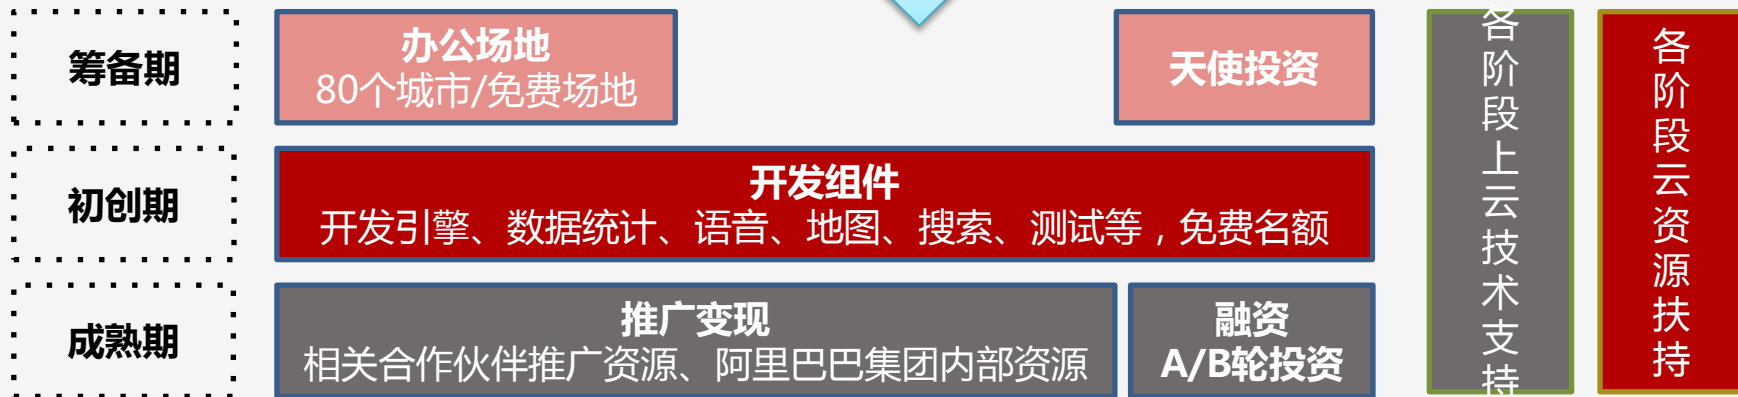 筹备期
办公场地
80个城市/免费场地
天使投资
初创期
开发组件
开发引擎、数据统计、语音、地图、搜索、测试等，免费名额
成熟期
推广变现
相关合作伙伴推广资源、阿里巴巴集团内部资源
融资
A/B轮投资
各阶段上云技术支持
各阶段云资源扶持